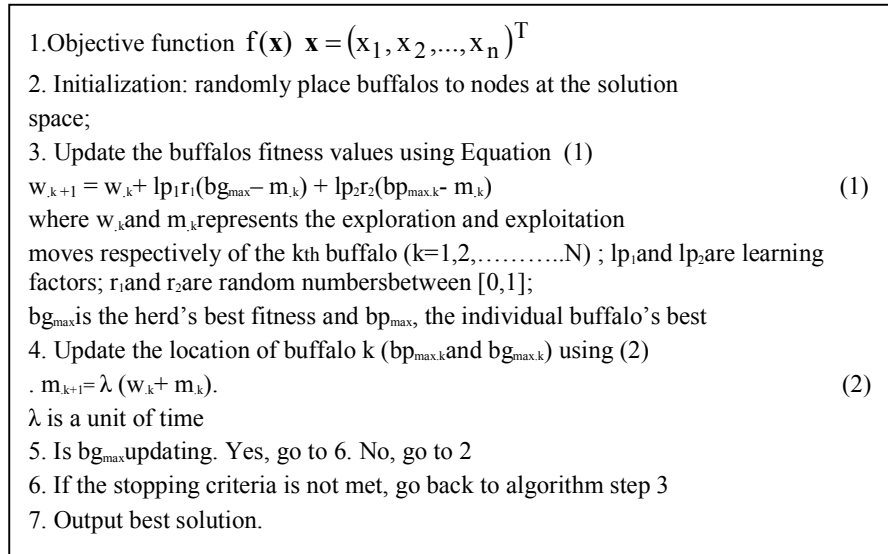 1.Objective function f(x) x = (x₁, x₂,..., xₙ)ᵀ
2. Initialization: randomly place buffalos to nodes at the solution
space;
3. Update the buffalos fitness values using Equation (1)
w.k+1 = w.k+ lp₁r₁(bgmax– m.k) + lp₂r₂(bpmax.k- m.k) (1)
where w.kand m.krepresents the exploration and exploitation
moves respectively of the kth buffalo (k=1,2,………..N) ; lp₁and lp₂are learning
factors; r₁and r₂are random numbersbetween [0,1];
bgmaxis the herd’s best fitness and bpmax, the individual buffalo’s best
4. Update the location of buffalo k (bpmax.kand bgmax.k) using (2)
. m.k+1= λ (w.k+ m.k). (2)
λ is a unit of time
5. Is bgmaxupdating. Yes, go to 6. No, go to 2
6. If the stopping criteria is not met, go back to algorithm step 3
7. Output best solution.